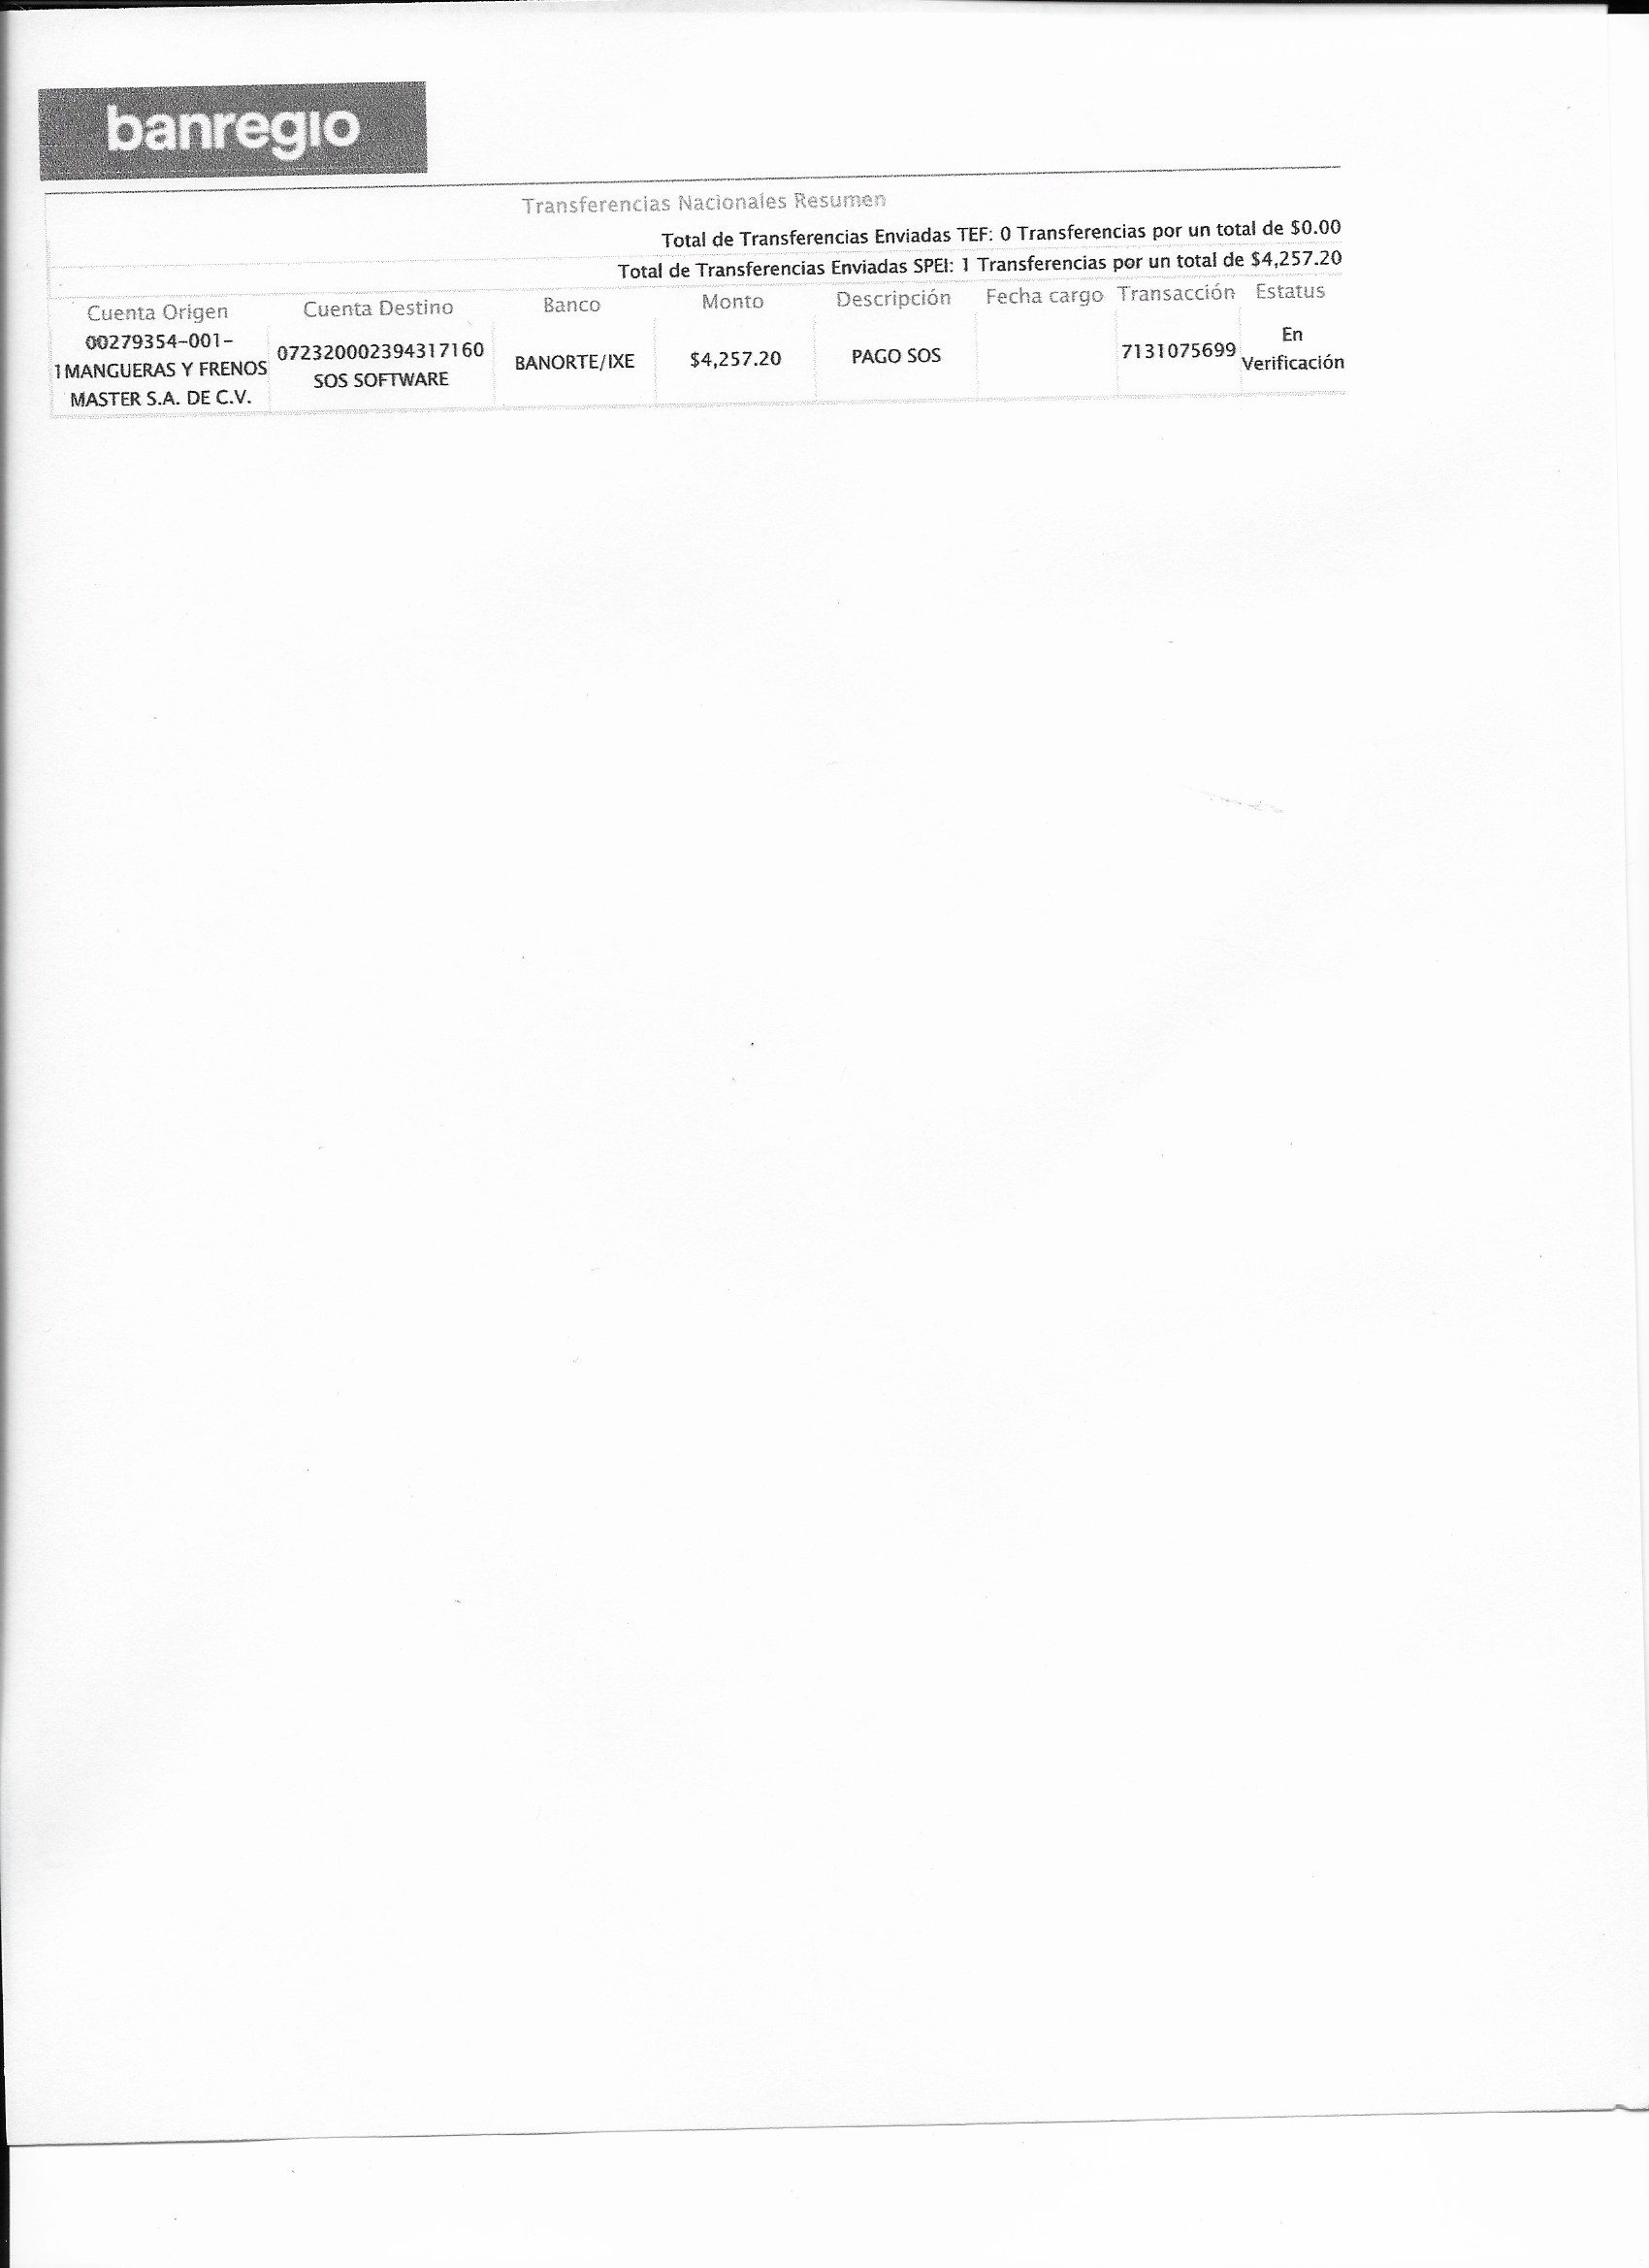 banregio
Transferencias Nacionales Resumen
Total de Transferencias Enviadas TEF: 0 Transferencias por un total de $0.00
Total de Transferencias Enviadas SPEI: 1 Transferencias por un total de $4,257.20
Cuenta Origen Cuenta Destino Banco Monto Descripción Fecha cargo Transacción Estatus
00279354-001-
1MANGUERAS Y FRENOS
MASTER S.A. DE C.V.
072320002394317160
SOS SOFTWARE
BANORTE/IXE
$4,257.20
PAGO SOS
7131075699
En
Verificación